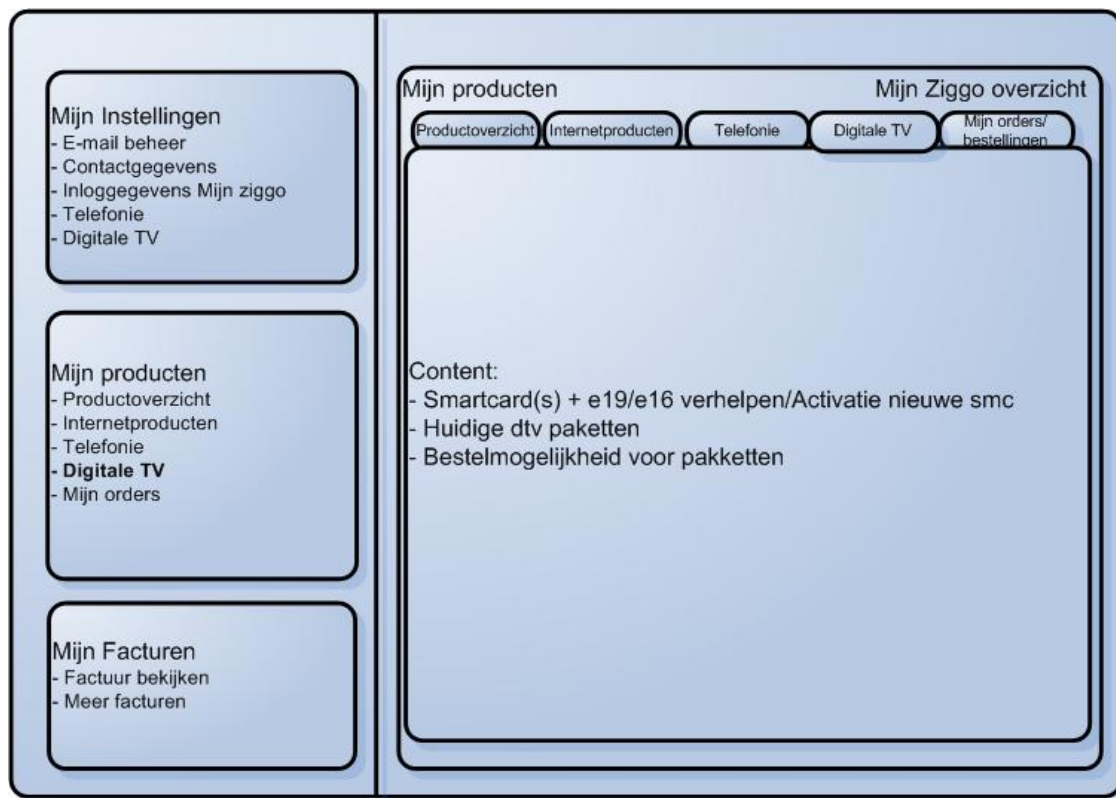 Mijn Instellingen
- E-mail beheer
- Contactgegevens
- Inloggegevens Mijn ziggo
- Telefonie
- Digitale TV
Mijn producten
- Productoverzicht
- Internetproducten
- Telefonie
- Digitale TV
- Mijn orders
Mijn Facturen
- Factuur bekijken
- Meer facturen
Mijn producten
Mijn Ziggo overzicht
Productoverzicht
Internetproducten
Telefonie
Digitale TV
Mijn orders/
bestellingen
Content:
- Smartcard(s) + e19/e16 verhelpen/Activatie nieuwe smc
- Huidige dtv paketten
- Bestelmogelijkheid voor pakketten